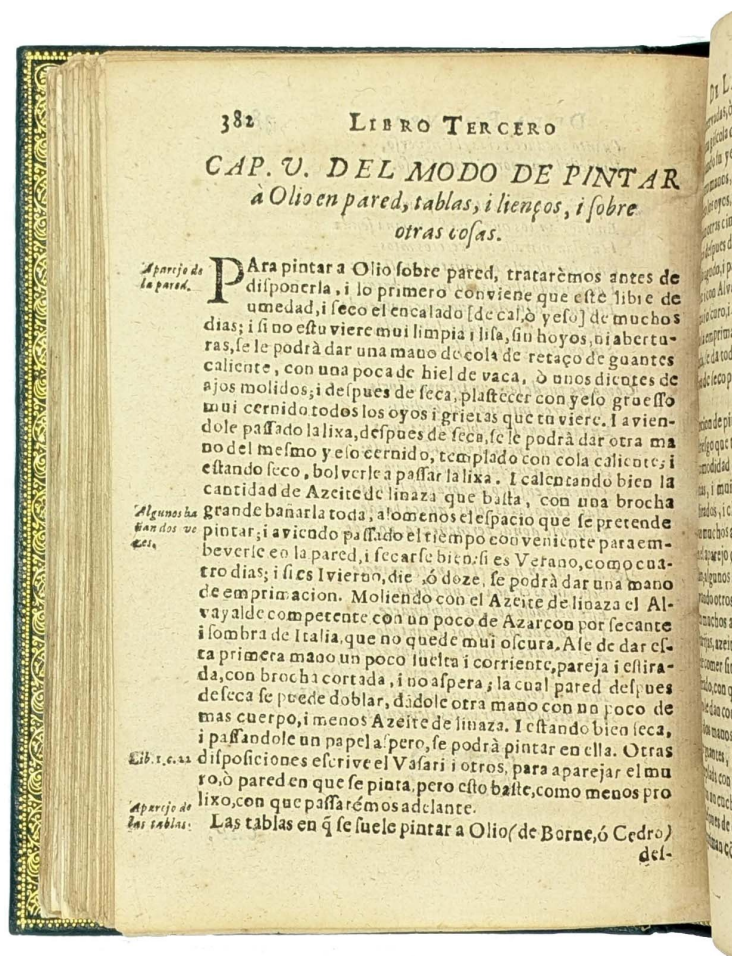 382 LIBRO TERCERO
CAP. V. DEL MODO DE PINTAR
à Olio en pared, tablas, i lienços, i sobre
otras cosas.
Aparejo de
la pared.
PAra pintar a Olio sobre pared, tratarèmos antes de
disponerla, i lo primero conviene que estè libre de
umedad, i seco el encalado [de cal, ò yeso] de muchos
dias; i si no estuviere mui limpia i lisa, sin hoyos, ni abertu-
ras, se le podrà dar una mano de cola de retaço de guantes
caliente, con una poca de hiel de vaca, ò unos dientes de
ajos molidos; i despues de seca, plastecer con yeso gruesso
mui cernido todos los oyos i grietas que tuviere. I avien-
dole passado la lixa, despues de seco, se le podrà dar otra ma
no del mesmo yeso cernido, templado con cola caliente; i
estando seco, bolverle a passar la lixa. I calentando bien la
cantidad de Azeite de linaza que basta, con una brocha
Algunos ha
zan dos ve
zes.
grande bañarla toda, alomenos el espacio que se pretende
pintar; i aviendo passado el tiempo conveniente para em-
beverse en la pared, i secarse bien: si es Verano, como cua-
tro dias; i si es Ivierno, die , ó doze, se podrà dar una mano
de emprimacion. Moliendo con el Azeite de linaza el Al-
vayalde competente con un poco de Azarcon por secante
i sombra de Italia, que no quede mui oscura. Ase de dar es-
ta primera mano un poco suelta i corriente, pareja i estira-
da, con brocha cortada, i no aspera; la cual pared despues
de seca se puede doblar, dádole otra mano con un poco de
mas cuerpo, i menos Azeite de linaza. I estando bien seca,
i passandole un papel aspero, se podrà pintar en ella. Otras
Lib. 1. c. 22
disposiciones escrive el Vasari i otros, para aparejar el mu
ro, ò pared en que se pinta, pero esto baste, como menos pro
lixo, con que passarémos adelante.
Aparejo de
las tablas.
Las tablas en q̃ se suele pintar a Olio (de Borne, ó Cedro)
des-